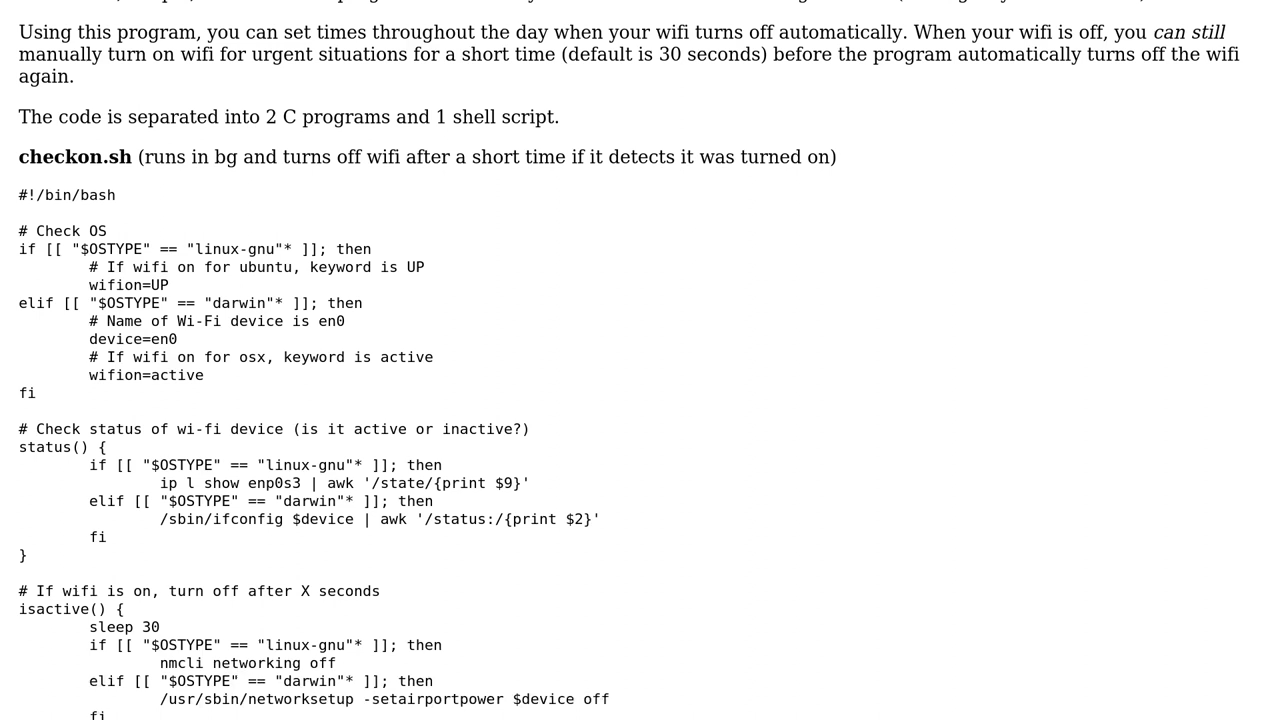 Using this program, you can set times throughout the day when your wifi turns off automatically. When your wifi is off, you can still
manually turn on wifi for urgent situations for a short time (default is 30 seconds) before the program automatically turns off the wifi
again.
The code is separated into 2 C programs and 1 shell script.
checkon.sh (runs in bg and turns off wifi after a short time if it detects it was turned on)
#!/bin/bash
# Check OS
if [[ "$OSTYPE" == "linux-gnu"* ]]; then
        # If wifi on for ubuntu, keyword is UP
        wifion=UP
elif [[ "$OSTYPE" == "darwin"* ]]; then
        # Name of Wi-Fi device is en0
        device=en0
        # If wifi on for osx, keyword is active
        wifion=active
fi
# Check status of wi-fi device (is it active or inactive?)
status() {
        if [[ "$OSTYPE" == "linux-gnu"* ]]; then
                ip l show enp0s3 | awk '/state/{print $9}'
        elif [[ "$OSTYPE" == "darwin"* ]]; then
                /sbin/ifconfig $device | awk '/status:/{print $2}'
        fi
}
# If wifi is on, turn off after X seconds
isactive() {
        sleep 30
        if [[ "$OSTYPE" == "linux-gnu"* ]]; then
                nmcli networking off
        elif [[ "$OSTYPE" == "darwin"* ]]; then
                /usr/sbin/networksetup -setairportpower $device off
        fi